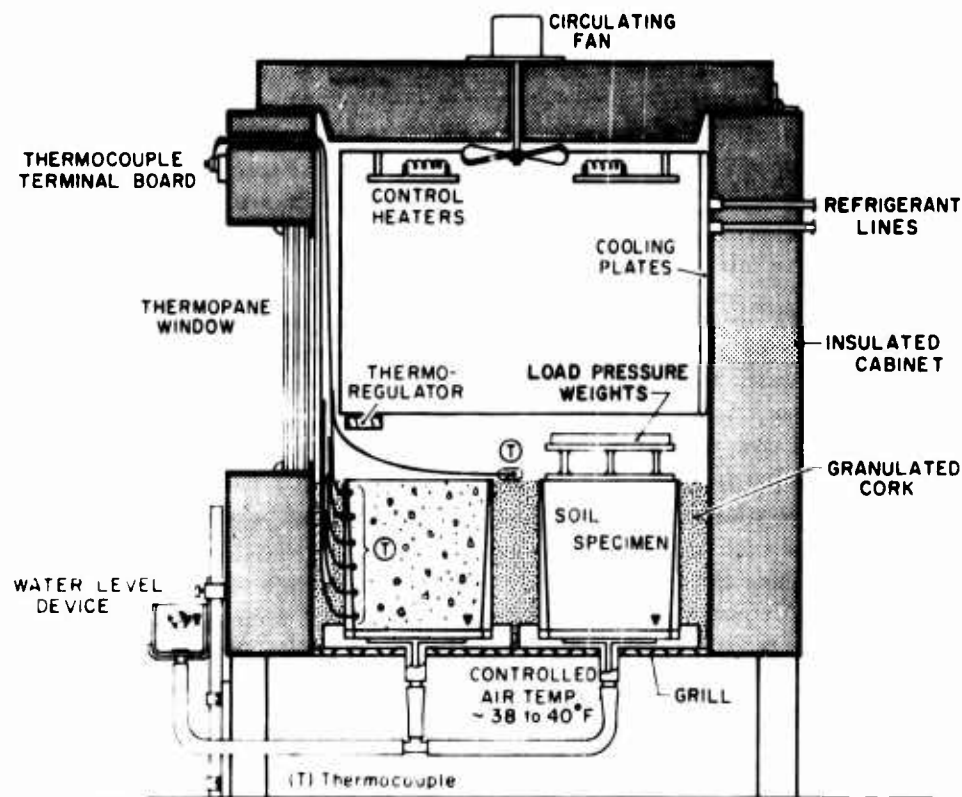 CIRCULATING
FAN
THERMOCOUPLE
TERMINAL BOARD
CONTROL
HEATERS
REFRIGERANT
LINES
COOLING
PLATES
THERMOPANE
WINDOW
INSULATED
CABINET
THERMO-
REGULATOR
LOAD PRESSURE
WEIGHTS
T
GRANULATED
CORK
SOIL
SPECIMEN
T
WATER LEVEL
DEVICE
CONTROLLED
AIR TEMP
~ 38 to 40°F
GRILL
(T) Thermocouple